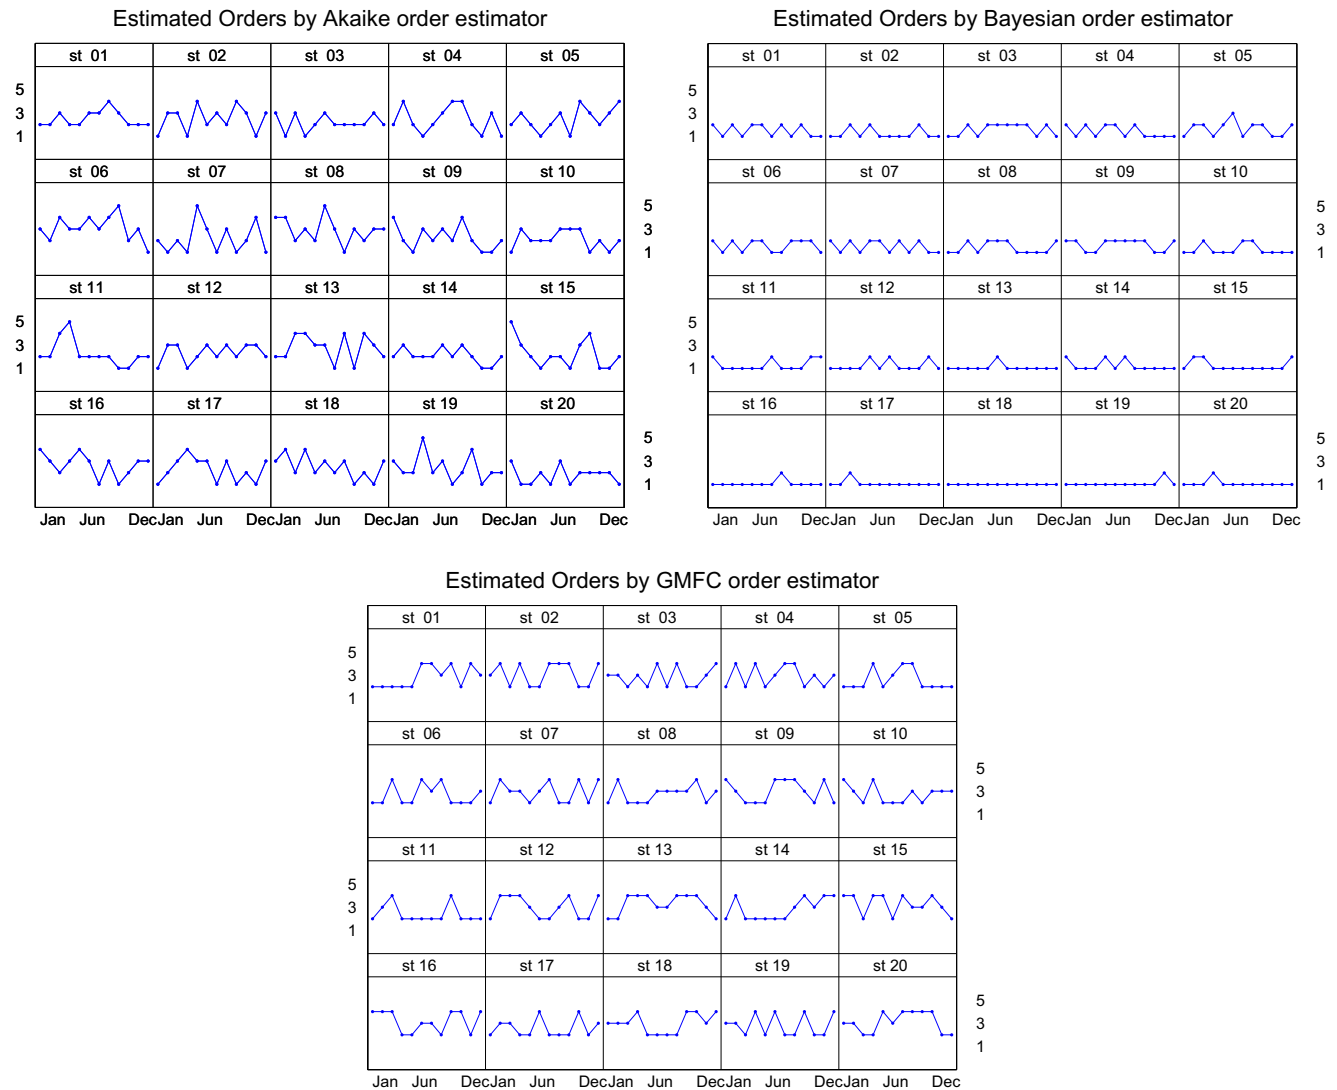 Estimated Orders by Akaike order estimator
st 01 st 02 st 03 st 04 st 05
5
3
1
st 06 st 07 st 08 st 09 st 10
5
3
1
st 11 st 12 st 13 st 14 st 15
5
3
1
st 16 st 17 st 18 st 19 st 20
5
3
1
Jan Jun DecJan Jun DecJan Jun DecJan Jun DecJan Jun Dec
Estimated Orders by Bayesian order estimator
st 01 st 02 st 03 st 04 st 05
5
3
1
st 06 st 07 st 08 st 09 st 10
5
3
1
st 11 st 12 st 13 st 14 st 15
5
3
1
st 16 st 17 st 18 st 19 st 20
5
3
1
Jan Jun DecJan Jun DecJan Jun DecJan Jun DecJan Jun Dec
Estimated Orders by GMFC order estimator
st 01 st 02 st 03 st 04 st 05
5
3
1
st 06 st 07 st 08 st 09 st 10
5
3
1
st 11 st 12 st 13 st 14 st 15
5
3
1
st 16 st 17 st 18 st 19 st 20
5
3
1
Jan Jun DecJan Jun DecJan Jun DecJan Jun DecJan Jun Dec